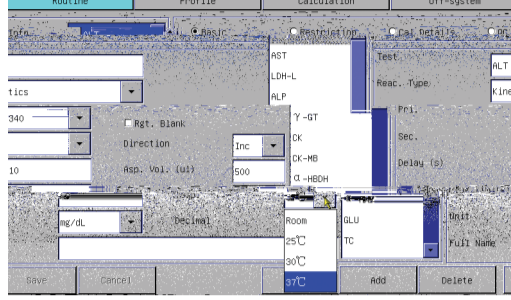 Routine Profile Calculation Off-system
Info ALT Basic Restriction Cal Details QC
AST Test ALT
LDH-L
ALP Reac. Type Kine
tics
340 γ-GT Pri.
Rgt. Blank
CK Sec.
Direction Inc
CK-MB Delay (s)
10 Asp. Vol. (ul) 500 α-HBDH
mg/dL Decimal Room GLU Unit
25℃ TC Full Name
30℃
37℃
Save Cancel Add Delete